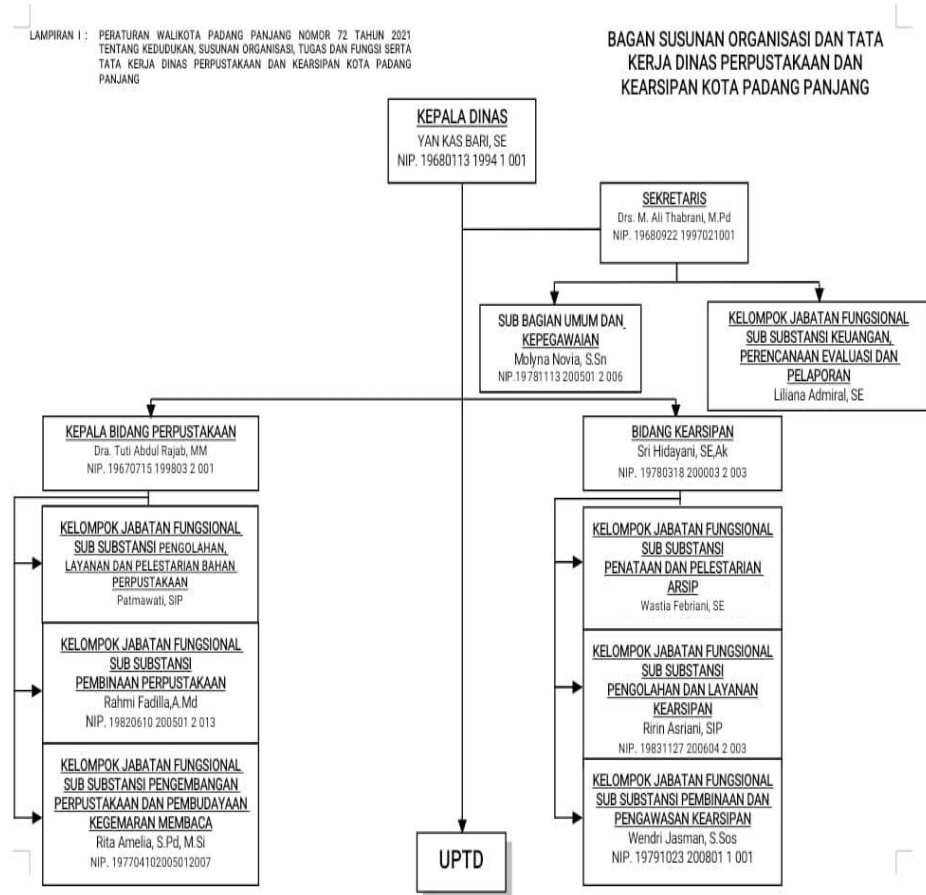 LAMPIRAN I : PERATURAN WALIKOTA PADANG PANJANG NOMOR 72 TAHUN 2021
TENTANG KEDUDUKAN, SUSUNAN ORGANISASI, TUGAS DAN FUNGSI SERTA
TATA KERJA DINAS PERPUSTAKAAN DAN KEARSIPAN KOTA PADANG
PANJANG
BAGAN SUSUNAN ORGANISASI DAN TATA
KERJA DINAS PERPUSTAKAAN DAN
KEARSIPAN KOTA PADANG PANJANG
KEPALA DINAS
YAN KAS BARI, SE
NIP. 19680113 1994 1 001
SEKRETARIS
Drs. M. Ali Thabrani, M.Pd
NIP. 19680922 1997021001
SUB BAGIAN UMUM DAN
KEPEGAWAIAN
Molyna Novia, S.Sn
NIP.19781113 200501 2 006
KELOMPOK JABATAN FUNGSIONAL
SUB SUBSTANSI KEUANGAN,
PERENCANAAN EVALUASI DAN
PELAPORAN
Liliana Admiral, SE
KEPALA BIDANG PERPUSTAKAAN
Dra. Tuti Abdul Rajab, MM
NIP. 19670715 199803 2 001
KELOMPOK JABATAN FUNGSIONAL
SUB SUBSTANSI PENGOLAHAN,
LAYANAN DAN PELESTARIAN BAHAN
PERPUSTAKAAN
Patmawati, SIP
KELOMPOK JABATAN FUNGSIONAL
SUB SUBSTANSI
PEMBINAAN PERPUSTAKAAN
Rahmi Fadilla,A.Md
NIP. 19820610 200501 2 013
KELOMPOK JABATAN FUNGSIONAL
SUB SUBSTANSI PENGEMBANGAN
PERPUSTAKAAN DAN PEMBUDAYAAN
KEGEMARAN MEMBACA
Rita Amelia, S.Pd, M.Si
NIP. 197704102005012007
BIDANG KEARSIPAN
Sri Hidayani, SE,Ak
NIP. 19780318 200003 2 003
KELOMPOK JABATAN FUNGSIONAL
SUB SUBSTANSI
PENATAAN DAN PELESTARIAN
ARSIP
Wastia Febriani, SE
KELOMPOK JABATAN FUNGSIONAL
SUB SUBSTANSI
PENGOLAHAN DAN LAYANAN
KEARSIPAN
Ririn Asriani, SIP
NIP. 19831127 200604 2 003
KELOMPOK JABATAN FUNGSIONAL
SUB SUBSTANSI PEMBINAAN DAN
PENGAWASAN KEARSIPAN
Wendri Jasman, S.Sos
NIP. 19791023 200801 1 001
UPTD